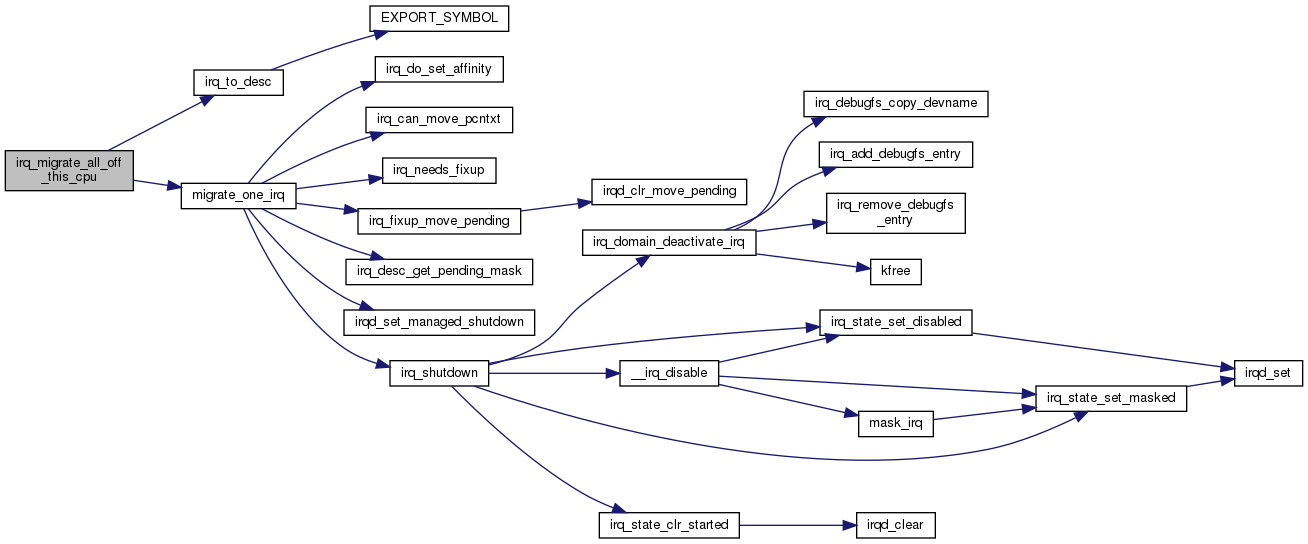 EXPORT_SYMBOL
irq_to_desc
irq_do_set_affinity
irq_debugfs_copy_devname
irq_can_move_pcntxt
irq_migrate_all_off
_this_cpu
irq_needs_fixup
irq_add_debugfs_entry
migrate_one_irq
irqd_clr_move_pending
irq_remove_debugfs
_entry
irq_fixup_move_pending
irq_domain_deactivate_irq
irq_desc_get_pending_mask
kfree
irqd_set_managed_shutdown
irq_state_set_disabled
irq_shutdown
__irq_disable
irqd_set
irq_state_set_masked
mask_irq
irq_state_clr_started
irqd_clear